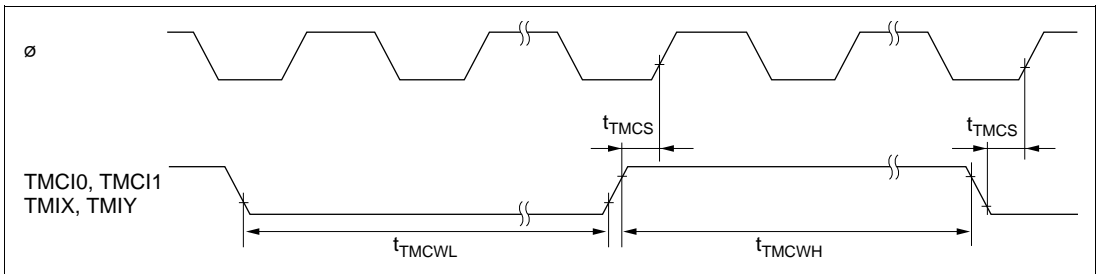 ø
tTMCS
tTMCS
TMCI0, TMCI1
TMIX, TMIY
tTMCWL
tTMCWH